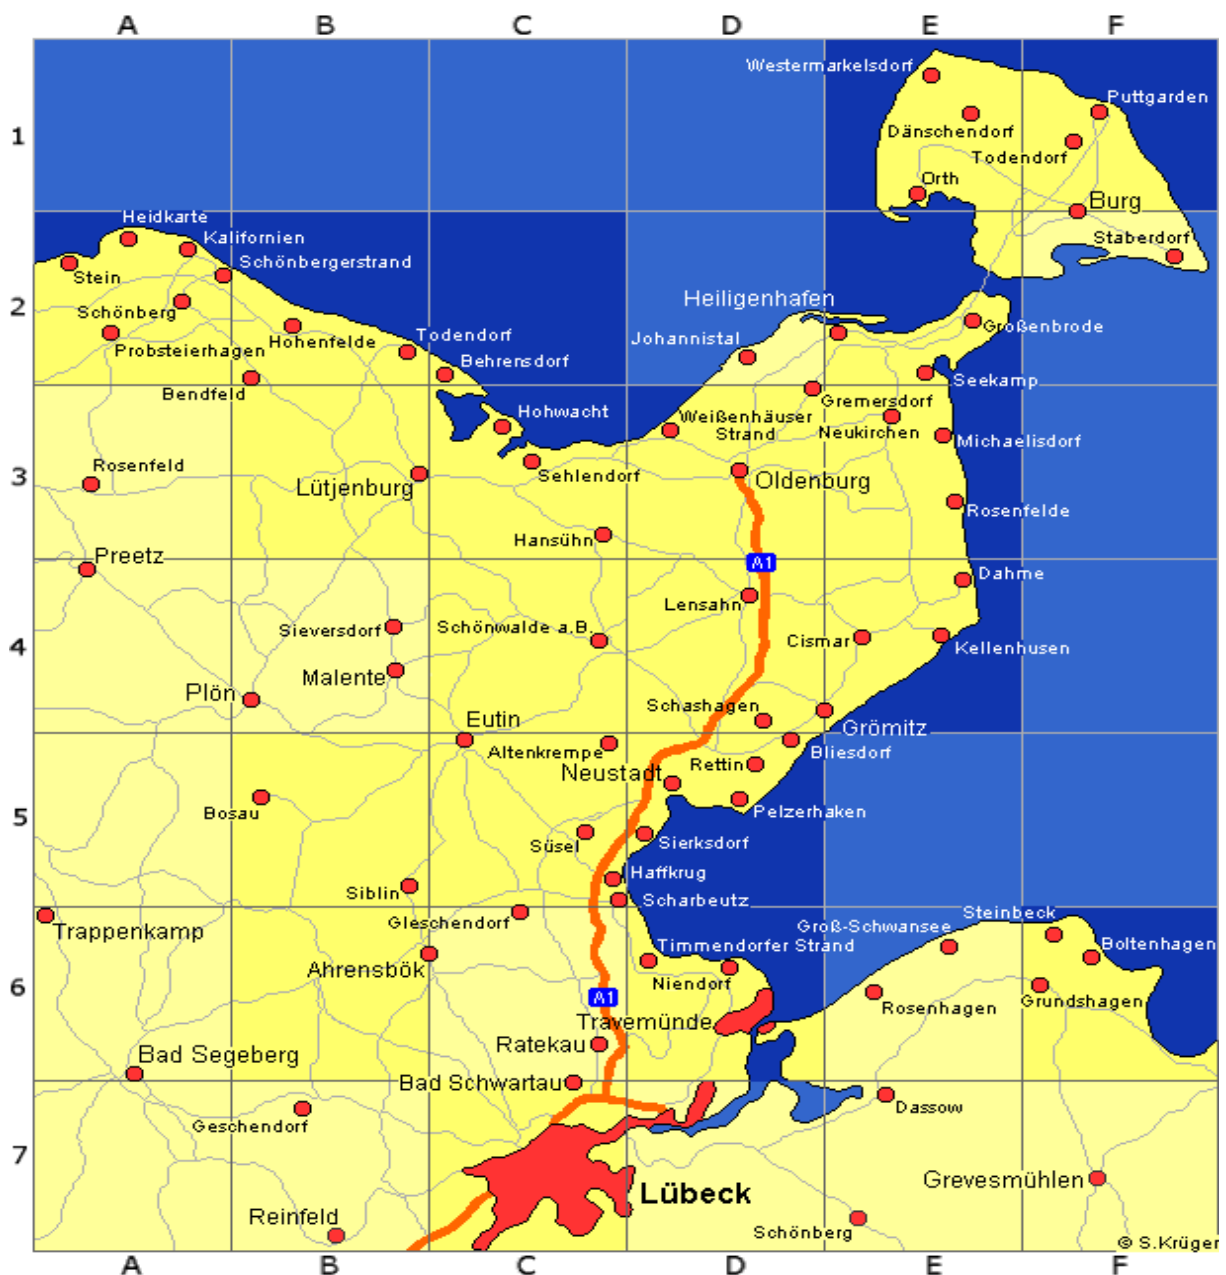 A B C D E F
Westermarkelsdorf
Puttgarden
1
Dänschendorf
Todendorf
Orth
Burg
Heidkarte
Kalifornien
Staberdorf
Schönbergerstrand
Stein
2
Heiligenhafen
Schönberg
Großenbrode
Hohenfelde
Todendorf
Johannistal
Probsteierhagen
Behrensdorf
Seekamp
Bendfeld
Gremersdorf
Hohwacht
Weißenhäuser
Strand
Neukirchen
Michaelisdorf
Rosenfeld
3
Sehlendorf
Oldenburg
Lütjenburg
Rosenfelde
Hansühn
Preetz
A1
Dahme
Lensahn
Sieversdorf
Schönwalde a.B.
Cismar
4
Kellenhusen
Malente
Plön
Schashagen
Eutin
Grömitz
Altenkrempe
Bliesdorf
Rettin
Neustadt
Bosau
Pelzerhaken
5
Süsel
Sierksdorf
Haffkrug
Siblin
Scharbeutz
Gleschendorf
Steinbeck
Groß-Schwansee
Trappenkamp
Timmendorfer Strand
Boltenhagen
Ahrensbök
Niendorf
6
A1
Rosenhagen
Grundshagen
Travemünde
Ratekau
Bad Segeberg
Bad Schwartau
Dassow
Geschendorf
7
Grevesmühlen
Lübeck
Reinfeld
Schönberg
© S.Krüger
A B C D E F